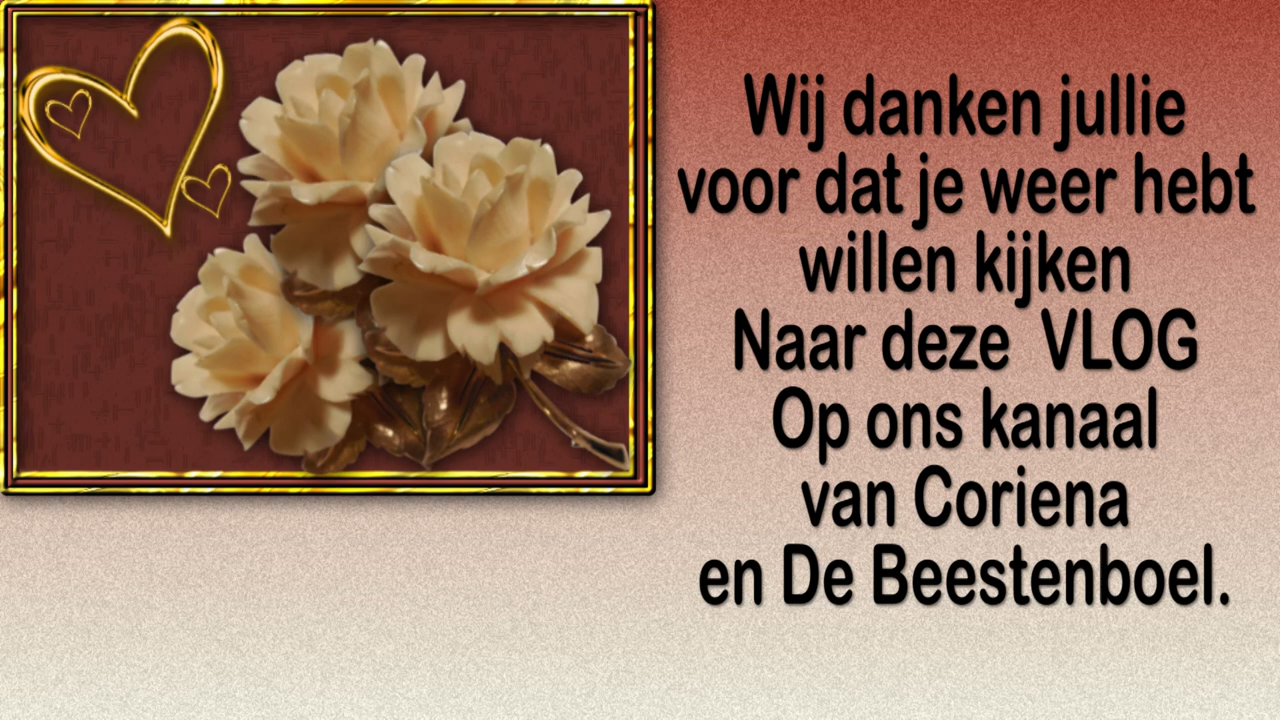 Wij danken jullie
voor dat je weer hebt
willen kijken
Naar deze VLOG
Op ons kanaal
van Coriena
en De Beestenboel.